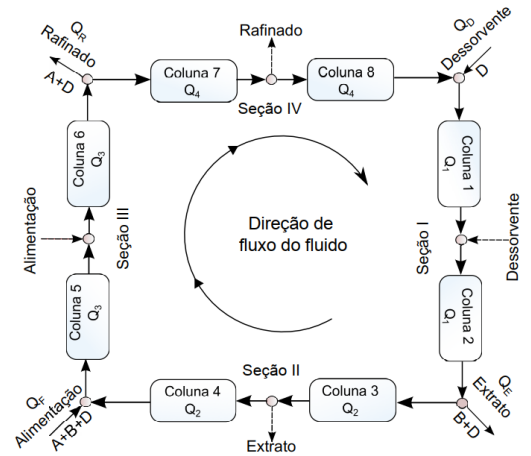 Q_R
Rafinado
A+D
Rafinado
Q_D
Dessorvente
D
Coluna 7
Q_4
Coluna 8
Q_4
Seção IV
Coluna 6
Q_3
Coluna 1
Q_1
Alimentação
Seção III
Direção de
fluxo do fluido
Seção I
Dessorvente
Coluna 5
Q_3
Coluna 2
Q_1
Seção II
Q_F
Alimentação
A+B+D
Coluna 4
Q_2
Coluna 3
Q_2
Q_E
Extrato
B+D
Extrato